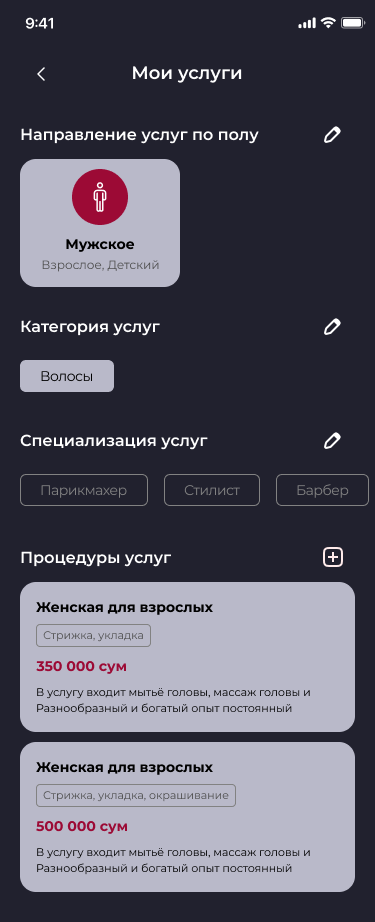 9:41
Мои услуги
Направление услуг по полу
Мужское
Взрослое, Детский
Категория услуг
Волосы
Специализация услуг
Парикмахер Стилист Барбер
Процедуры услуг
Женская для взрослых
Стрижка, укладка
350 000 сум
В услугу входит мытьё головы, массаж головы и
Разнообразный и богатый опыт постоянный
Женская для взрослых
Стрижка, укладка, окрашивание
500 000 сум
В услугу входит мытьё головы, массаж головы и
Разнообразный и богатый опыт постоянный